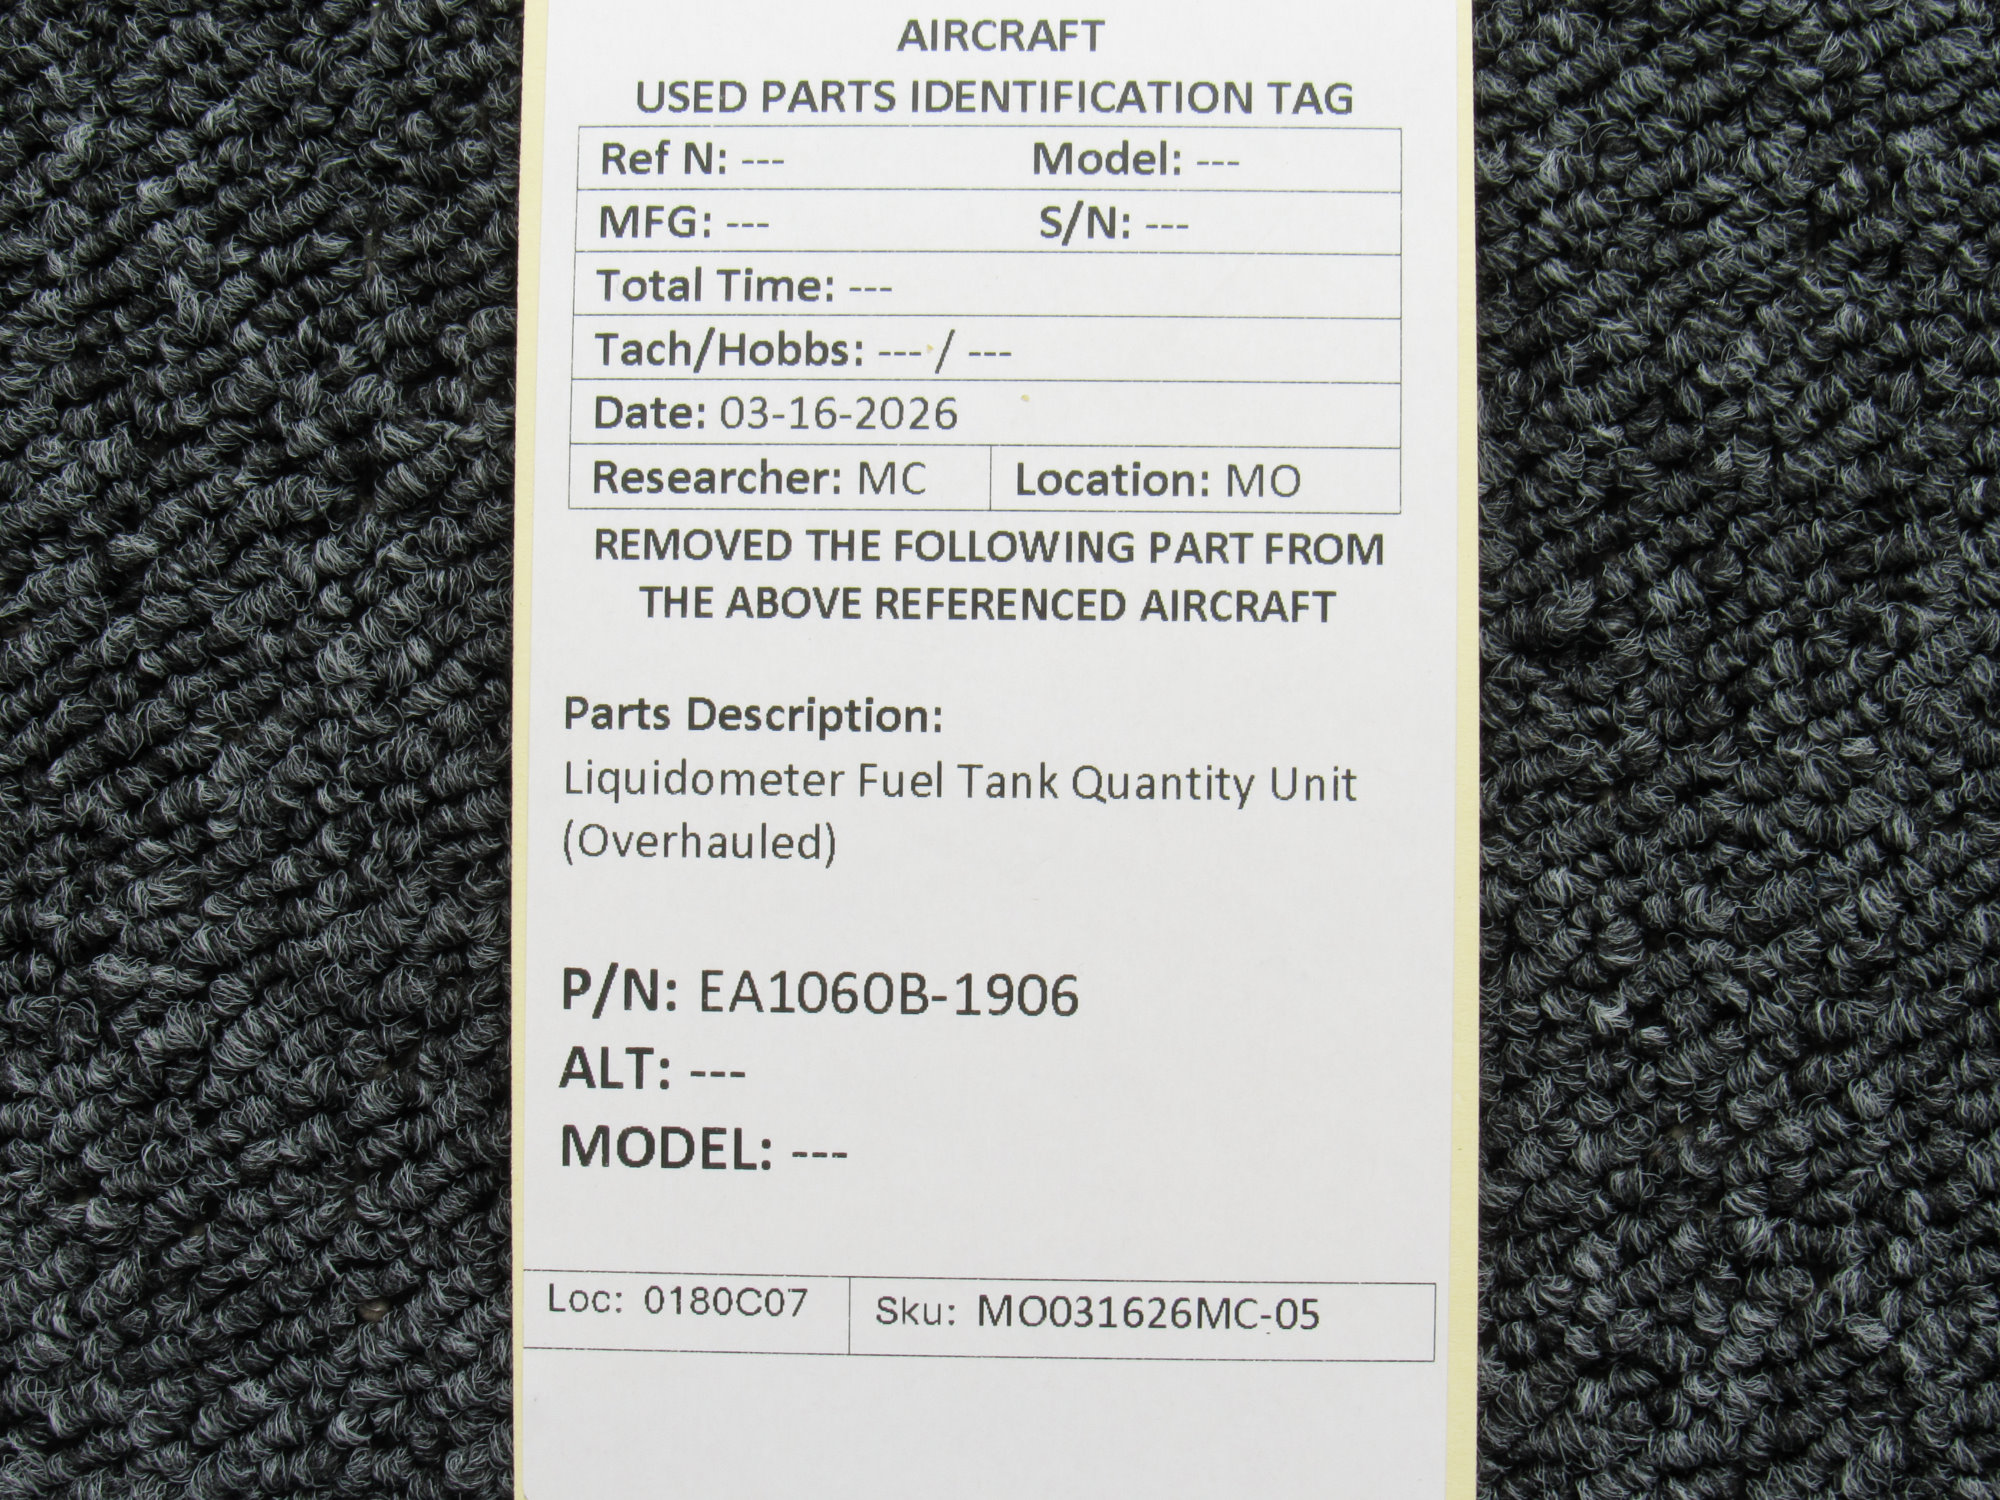 AIRCRAFT
USED PARTS IDENTIFICATION TAG
Ref N: --- Model: ---
MFG: --- S/N: ---
Total Time: ---
Tach/Hobbs: --- / ---
Date: 03-16-2026
Researcher: MC Location: MO
REMOVED THE FOLLOWING PART FROM
THE ABOVE REFERENCED AIRCRAFT
Parts Description:
Liquidometer Fuel Tank Quantity Unit
(Overhauled)
P/N: EA1060B-1906
ALT: ---
MODEL: ---
Loc: 0180C07 Sku: MO031626MC-05